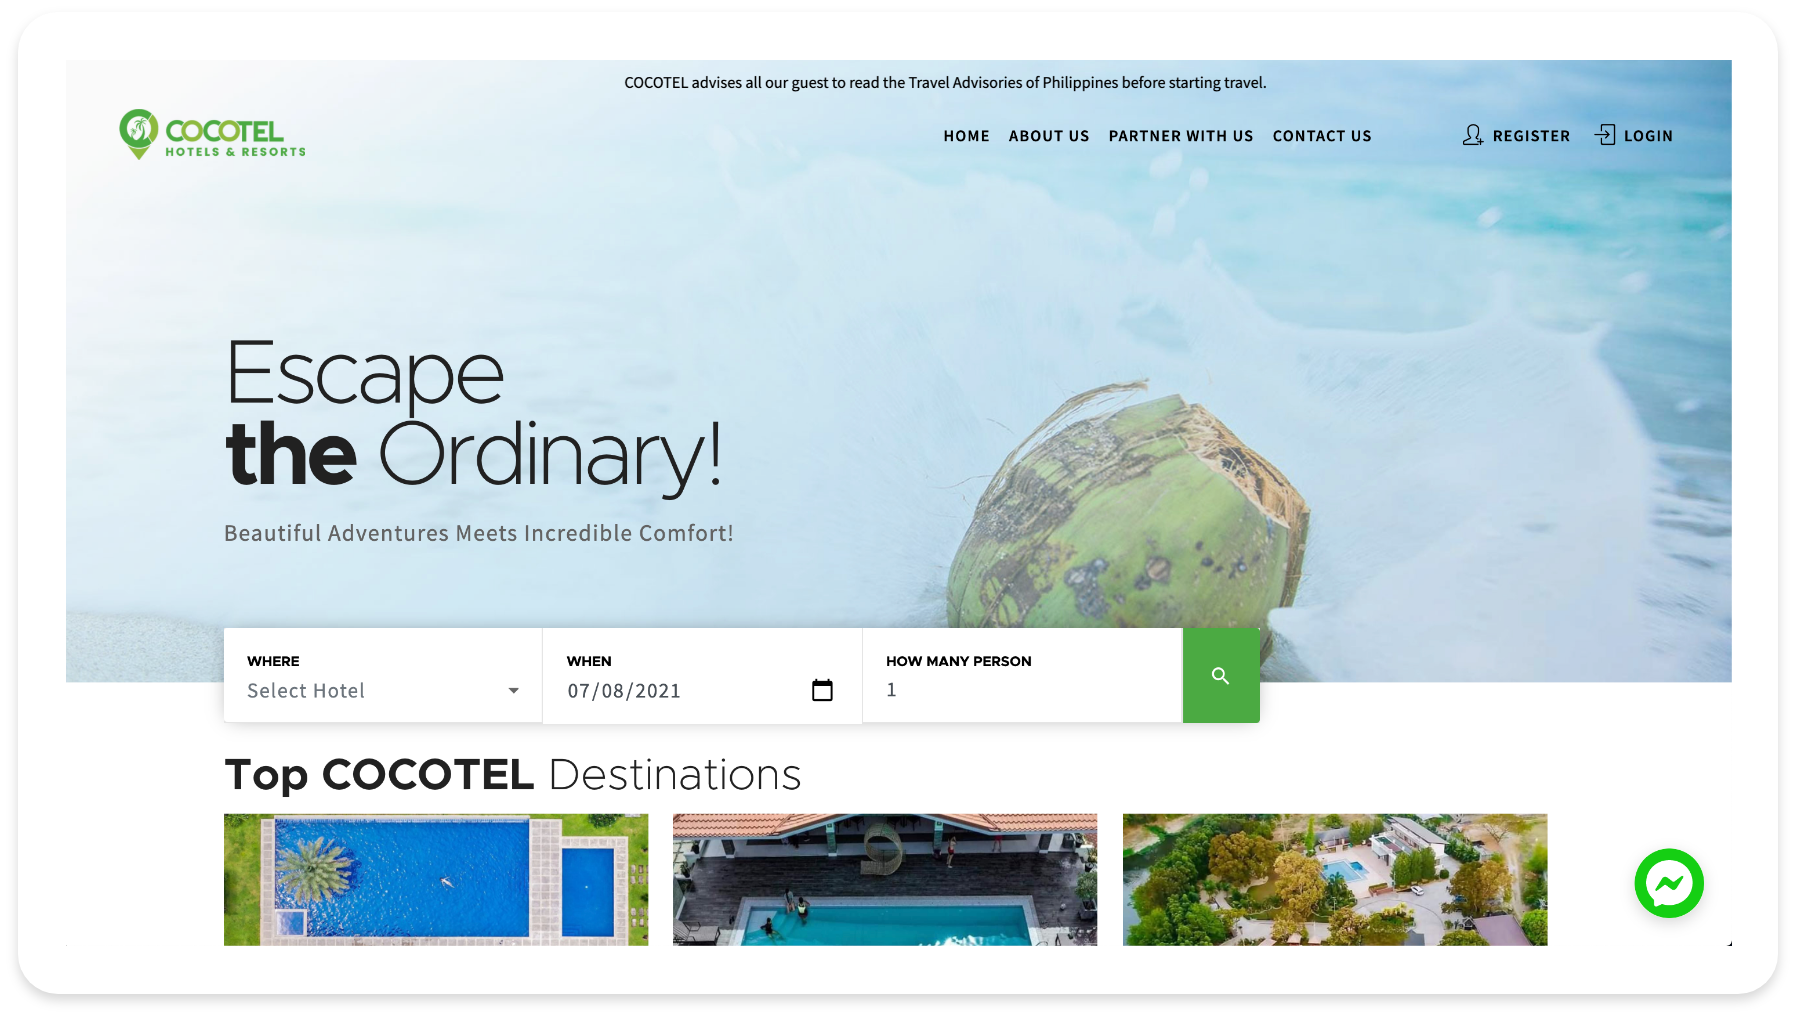 COCOTEL advises all our guest to read the Travel Advisories of Philippines before starting travel.
COCOTEL
HOTELS & RESORTS
HOME ABOUT US PARTNER WITH US CONTACT US REGISTER LOGIN
Escape
the Ordinary!
Beautiful Adventures Meets Incredible Comfort!
WHERE WHEN HOW MANY PERSON
Select Hotel 07/08/2021 1
Top COCOTEL Destinations